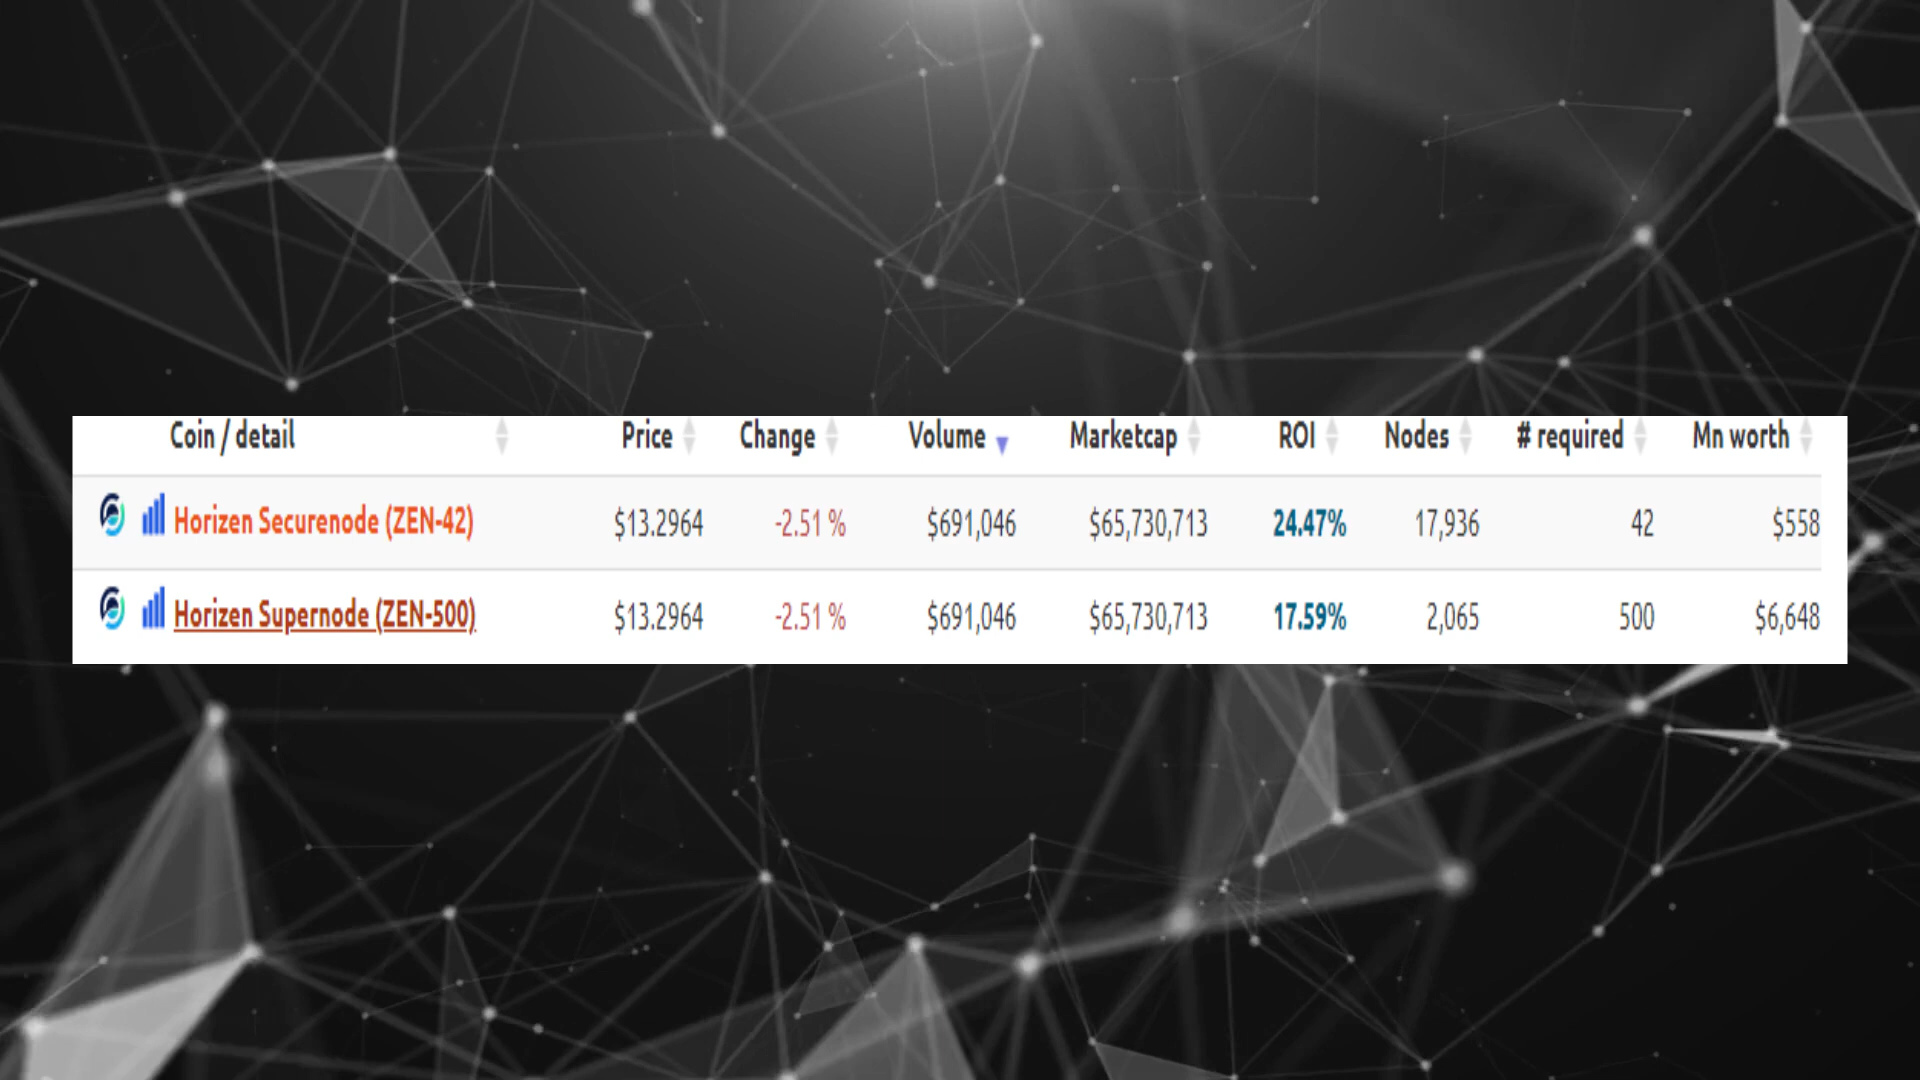 Coin / detail Price Change Volume Marketcap ROI Nodes # required Mn worth
Horizen Securenode (ZEN-42) $13.2964 -2.51 % $691,046 $65,730,713 24.47% 17,936 42 $558
Horizen Supernode (ZEN-500) $13.2964 -2.51 % $691,046 $65,730,713 17.59% 2,065 500 $6,648